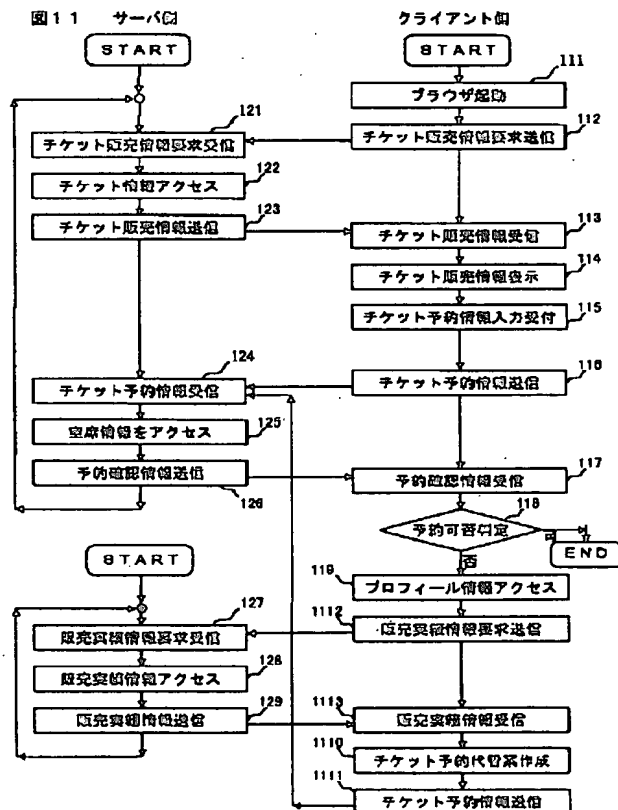 図11 サーバ側 クライアント側
START START
ブラウザ起動 111
チケット販売情報要求受信 121
チケット販売情報要求送信 112
チケット情報アクセス 122
チケット販売情報送信 123
チケット販売情報受信 113
チケット販売情報表示 114
チケット予約情報入力受付 115
チケット予約情報受信 124
チケット予約情報送信 116
空席情報をアクセス 125
予約確認情報送信 126
予約確認情報受信 117
予約可否判定 118
可
END
否
START
プロフィール情報アクセス 119
販売実績情報要求受信 127
販売実績情報要求送信 1112
販売実績情報アクセス 128
販売実績情報送信 129
販売実績情報受信 1113
チケット予約代替案作成 1110
チケット予約情報送信 1111